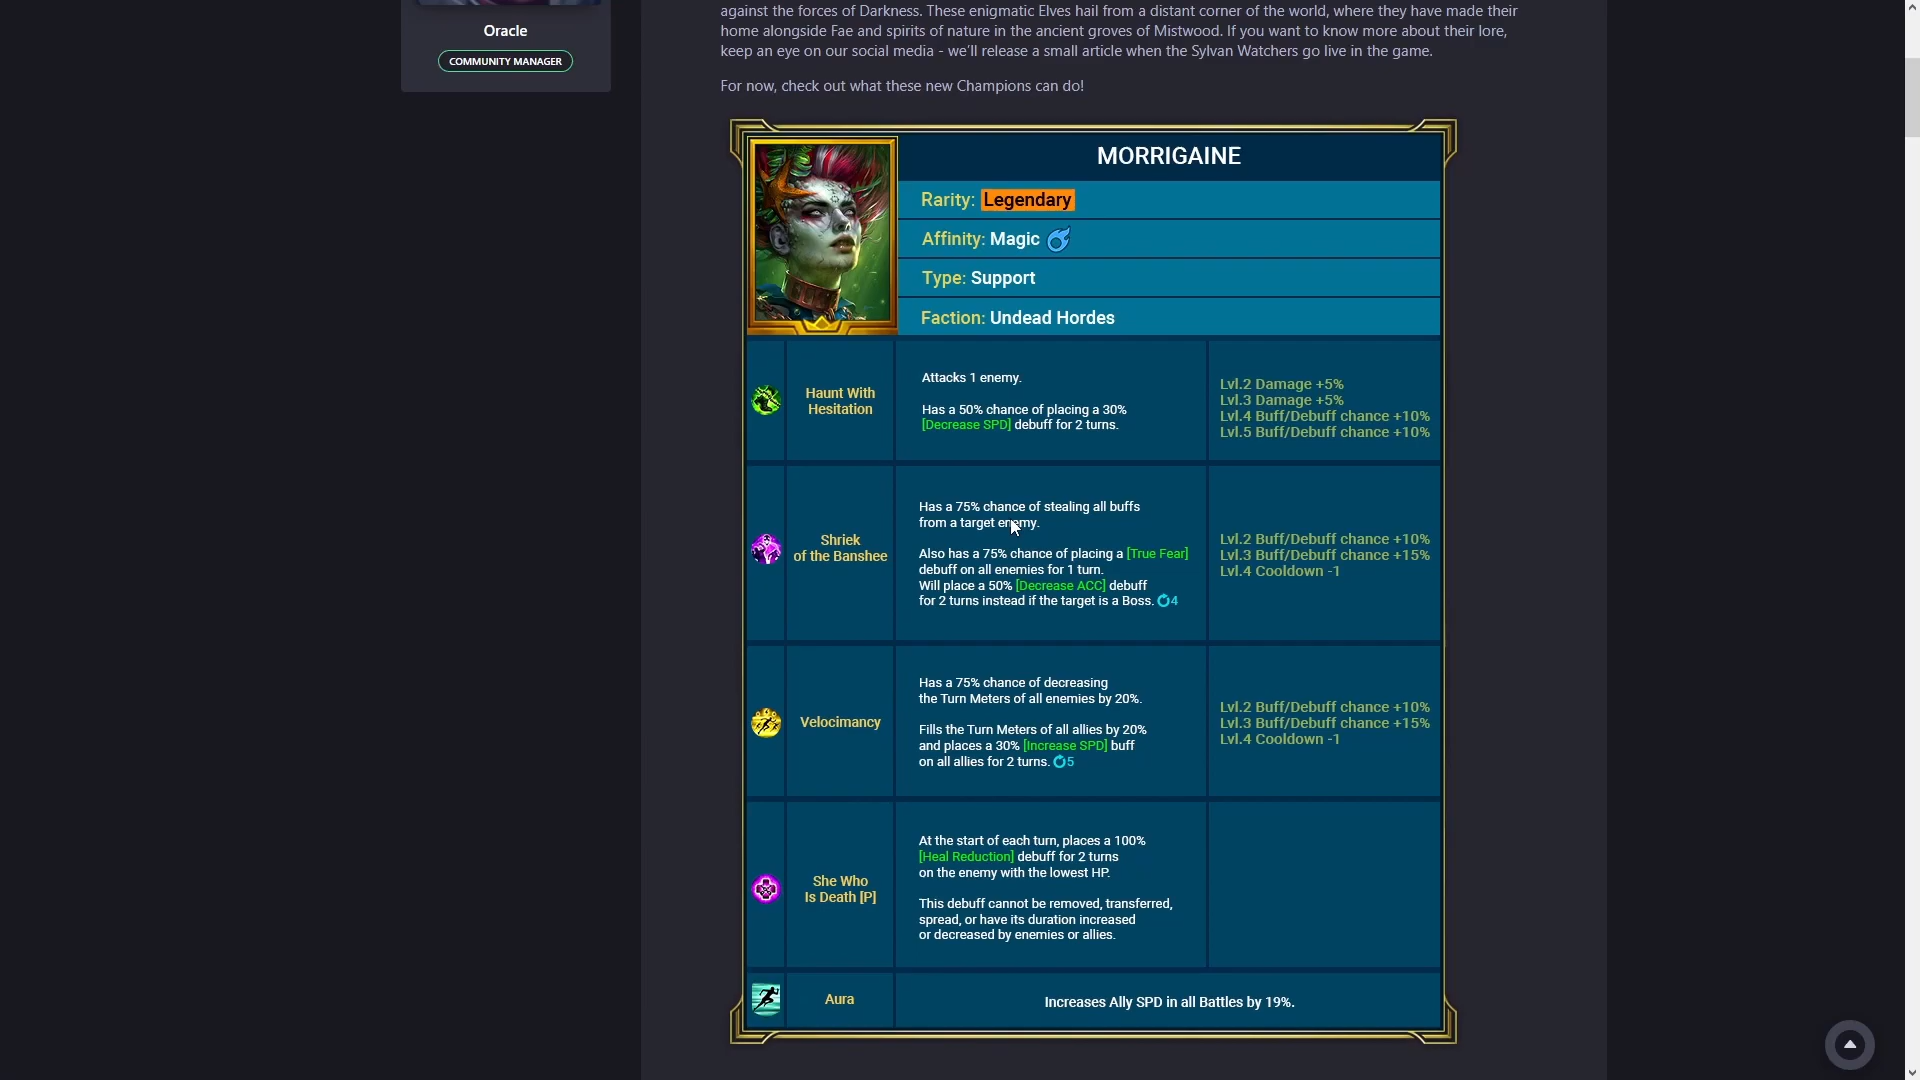 against the forces of Darkness. These enigmatic Elves hail from a distant corner of the world, where they have made their
home alongside Fae and spirits of nature in the ancient groves of Mistwood. If you want to know more about their lore,
keep an eye on our social media - we'll release a small article when the Sylvan Watchers go live in the game.
Oracle
COMMUNITY MANAGER
For now, check out what these new Champions can do!
MORRIGAINE
Rarity: Legendary
Affinity: Magic
Type: Support
Faction: Undead Hordes
Haunt With
Hesitation
Attacks 1 enemy.
Has a 50% chance of placing a 30%
[Decrease SPD] debuff for 2 turns.
Lvl.2 Damage +5%
Lvl.3 Damage +5%
Lvl.4 Buff/Debuff chance +10%
Lvl.5 Buff/Debuff chance +10%
Shriek
of the Banshee
Has a 75% chance of stealing all buffs
from a target enemy.
Also has a 75% chance of placing a [True Fear]
debuff on all enemies for 1 turn.
Will place a 50% [Decrease ACC] debuff
for 2 turns instead if the target is a Boss. 4
Lvl.2 Buff/Debuff chance +10%
Lvl.3 Buff/Debuff chance +15%
Lvl.4 Cooldown -1
Velocimancy
Has a 75% chance of decreasing
the Turn Meters of all enemies by 20%.
Fills the Turn Meters of all allies by 20%
and places a 30% [Increase SPD] buff
on all allies for 2 turns. 5
Lvl.2 Buff/Debuff chance +10%
Lvl.3 Buff/Debuff chance +15%
Lvl.4 Cooldown -1
She Who
Is Death [P]
At the start of each turn, places a 100%
[Heal Reduction] debuff for 2 turns
on the enemy with the lowest HP.
This debuff cannot be removed, transferred,
spread, or have its duration increased
or decreased by enemies or allies.
Aura
Increases Ally SPD in all Battles by 19%.